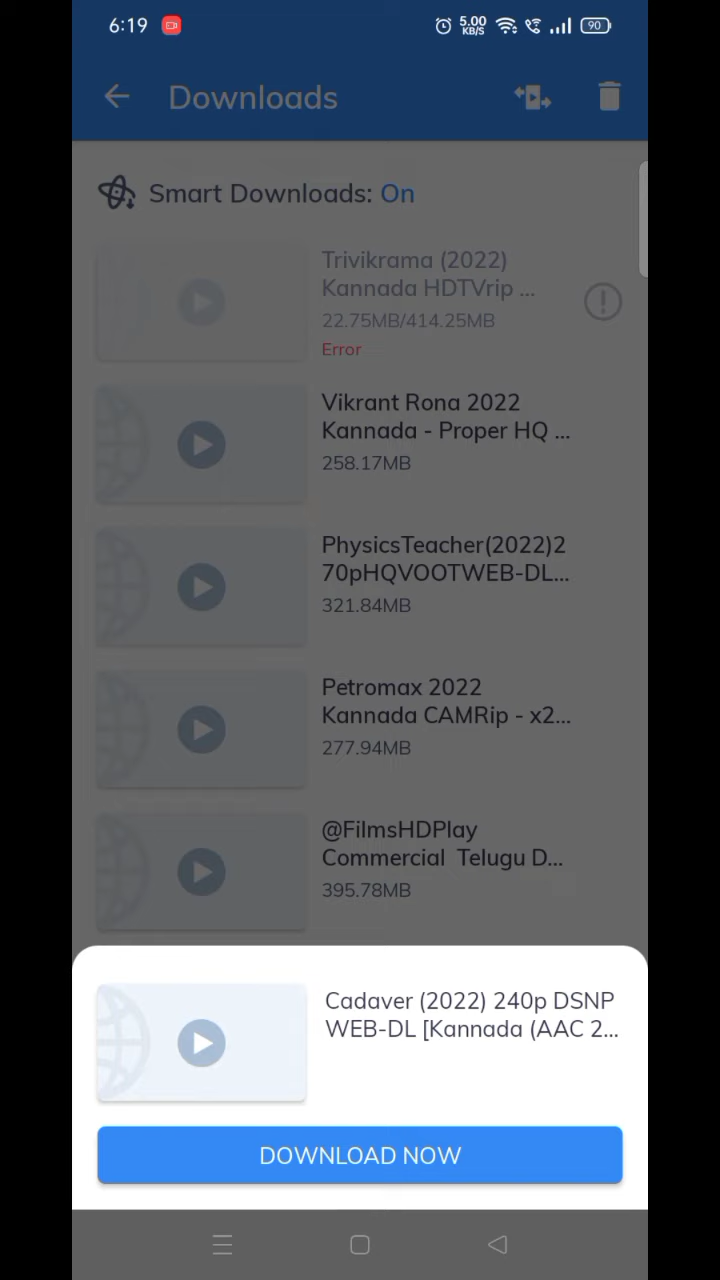 6:19
5.00
KB/S
90
Downloads
Smart Downloads: On
Trivikrama (2022)
Kannada HDTVrip ...
22.75MB/414.25MB
Error
Vikrant Rona 2022
Kannada - Proper HQ ...
258.17MB
PhysicsTeacher(2022)2
70pHQVOOTWEB-DL...
321.84MB
Petromax 2022
Kannada CAMRip - x2...
277.94MB
@FilmsHDPlay
Commercial Telugu D...
395.78MB
Cadaver (2022) 240p DSNP
WEB-DL [Kannada (AAC 2...
DOWNLOAD NOW